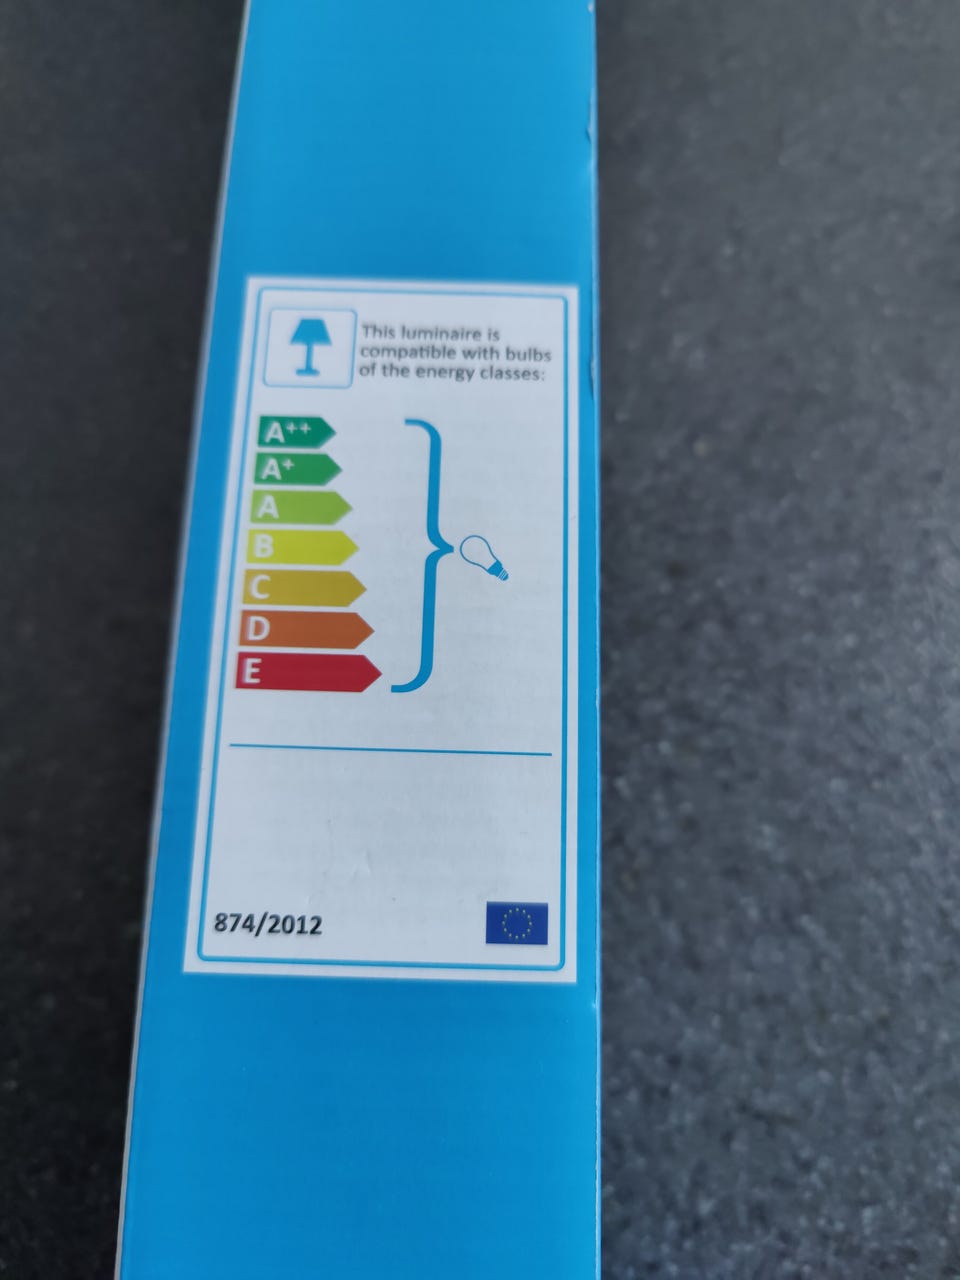 This luminaire is
compatible with bulbs
of the energy classes:
A++
A+
A
B
C
D
E
874/2012